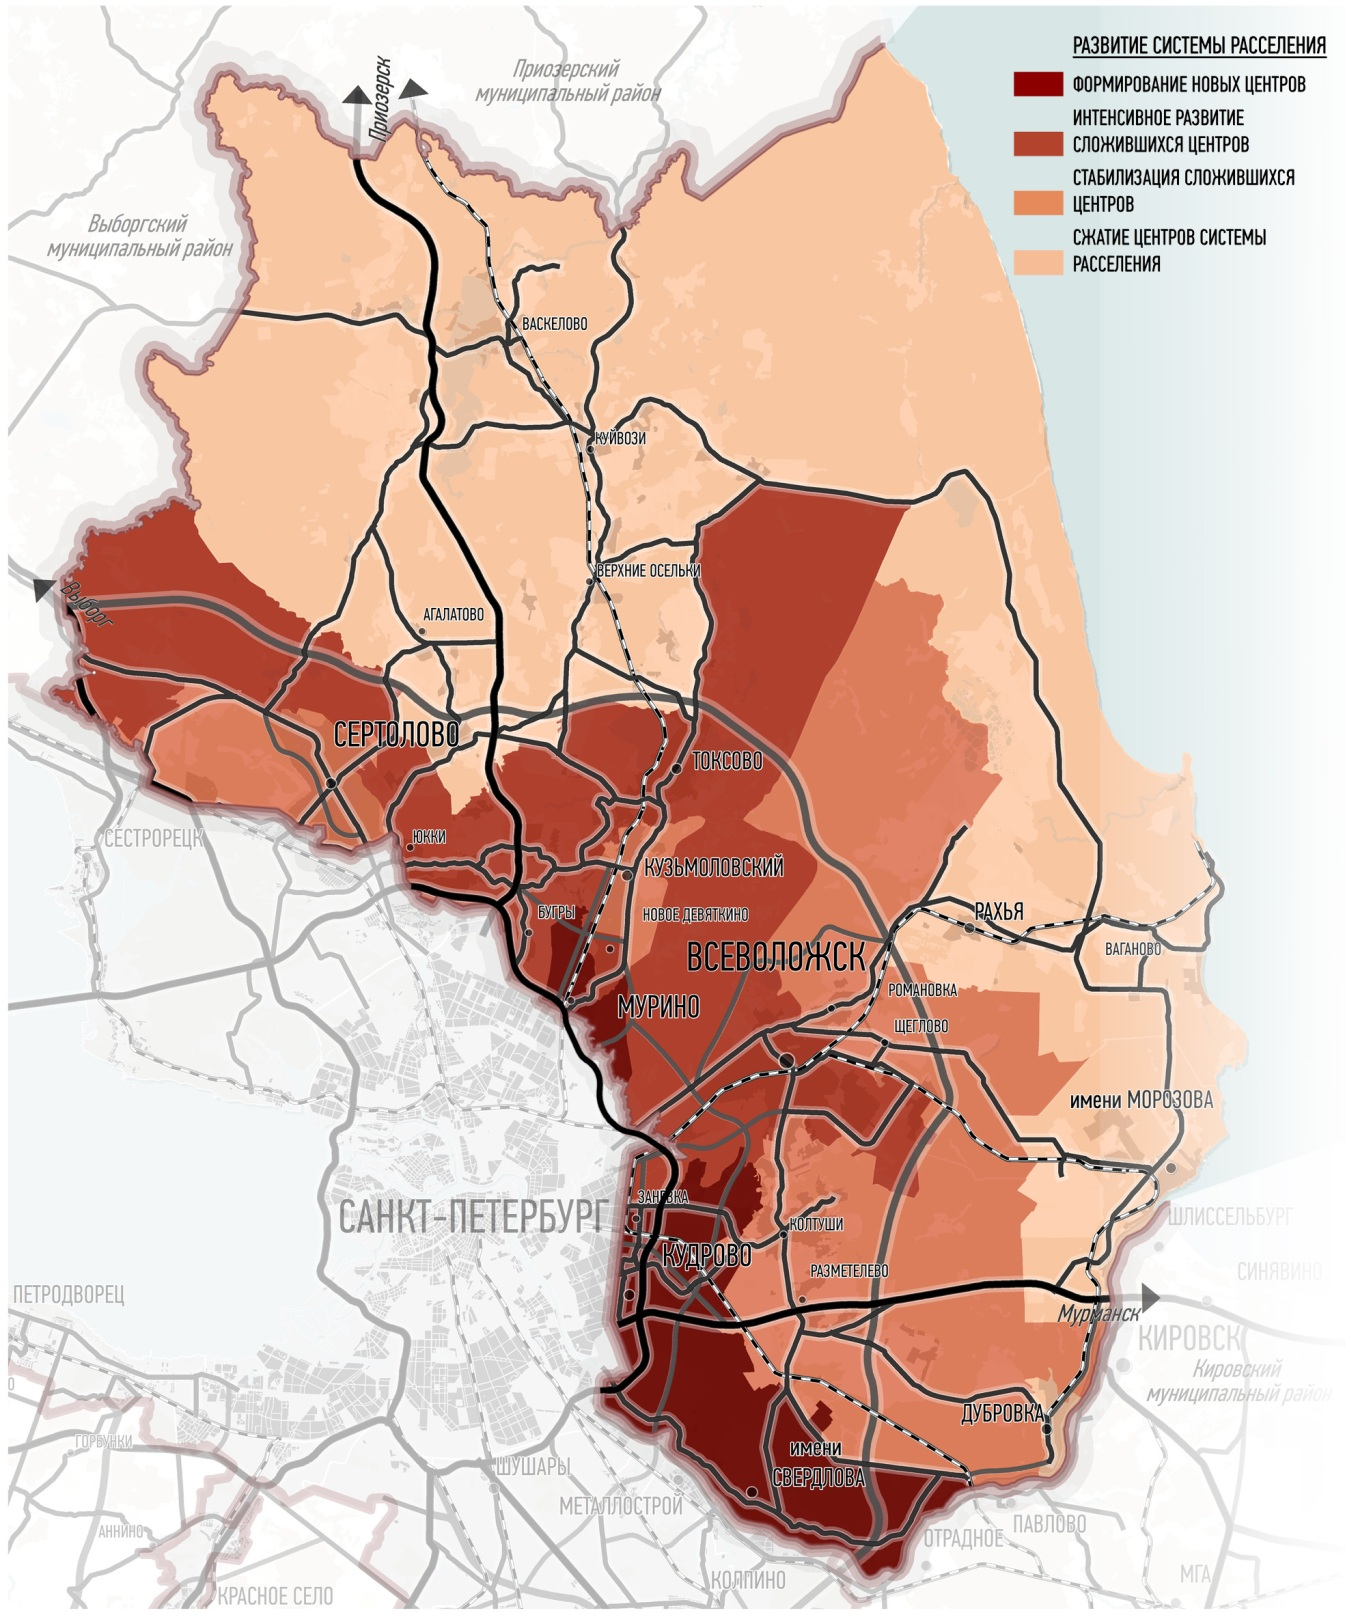 РАЗВИТИЕ СИСТЕМЫ РАССЕЛЕНИЯ
ФОРМИРОВАНИЕ НОВЫХ ЦЕНТРОВ
ИНТЕНСИВНОЕ РАЗВИТИЕ
СЛОЖИВШИХСЯ ЦЕНТРОВ
СТАБИЛИЗАЦИЯ СЛОЖИВШИХСЯ
ЦЕНТРОВ
СЖАТИЕ ЦЕНТРОВ СИСТЕМЫ
РАССЕЛЕНИЯ
Приозерск
Приозерский
муниципальный район
Выборгский
муниципальный район
ВАСКЕЛОВО
КУЙВОЗИ
ВЕРХНИЕ ОСЕЛЬКИ
Выборг
АГАЛАТОВО
СЕРТОЛОВО
ТОКСОВО
СЕСТРОРЕЦК
ЮККИ
КУЗЬМОЛОВСКИЙ
БУГРЫ
НОВОЕ ДЕВЯТКИНО
РАХЬЯ
ВАГАНОВО
ВСЕВОЛОЖСК
РОМАНОВКА
МУРИНО
ЩЕГЛОВО
имени МОРОЗОВА
ЗАНЕВКА
САНКТ-ПЕТЕРБУРГ
КОЛТУШИ
ШЛИССЕЛЬБУРГ
КУДРОВО
РАЗМЕТЕЛЕВО
СИНЯВИНО
ПЕТРОДВОРЕЦ
Мурманск
КИРОВСК
Кировский
муниципальный район
О
ДУБРОВКА
ГОРБУНКИ
имени
СВЕРДЛОВА
ШУШАРЫ
МЕТАЛЛОСТРОЙ
АННИНО
ОТРАДНОЕ
ПАВЛОВО
МГА
КОЛПИНО
КРАСНОЕ СЕЛО